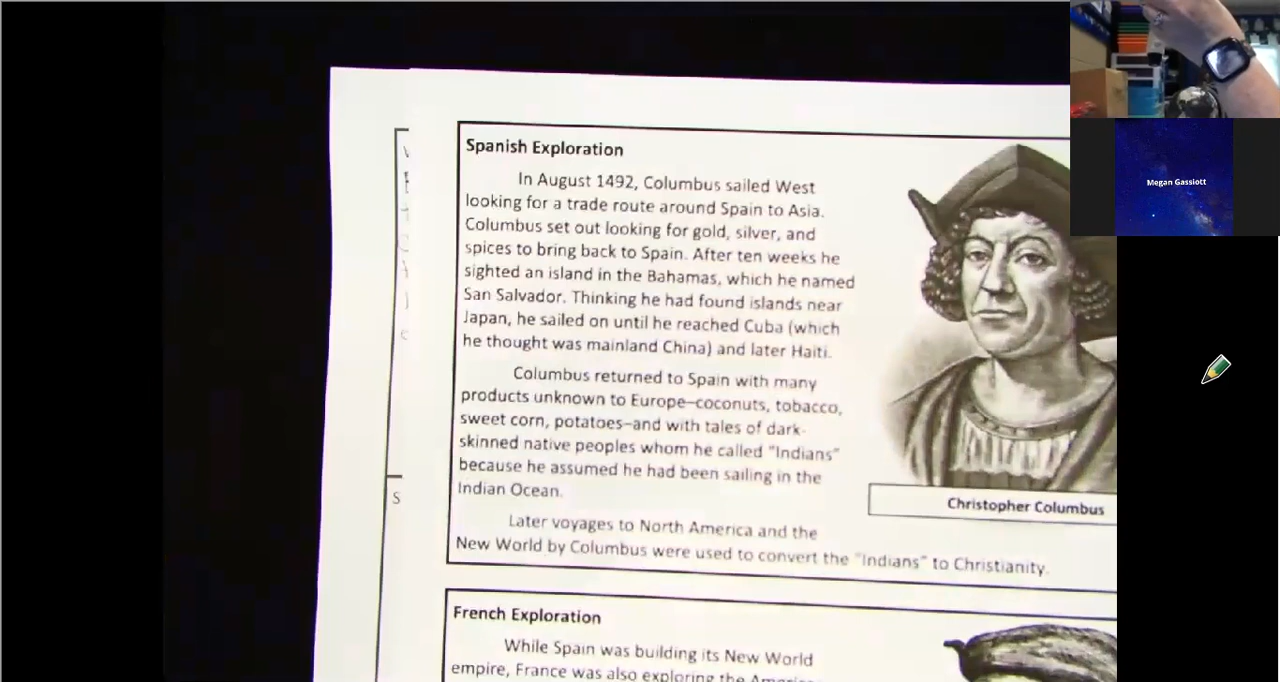 Spanish Exploration
In August 1492, Columbus sailed West
looking for a trade route around Spain to Asia.
Columbus set out looking for gold, silver, and
spices to bring back to Spain. After ten weeks he
sighted an island in the Bahamas, which he named
San Salvador. Thinking he had found islands near
Japan, he sailed on until he reached Cuba (which
he thought was mainland China) and later Haiti.
Columbus returned to Spain with many
products unknown to Europe–coconuts, tobacco,
sweet corn, potatoes–and with tales of dark-
skinned native peoples whom he called "Indians"
because he assumed he had been sailing in the
Indian Ocean.
Later voyages to North America and the
New World by Columbus were used to convert the "Indians" to Christianity.
Christopher Columbus
French Exploration
While Spain was building its New World
empire, France was also exploring the
S
Megan Gassiott